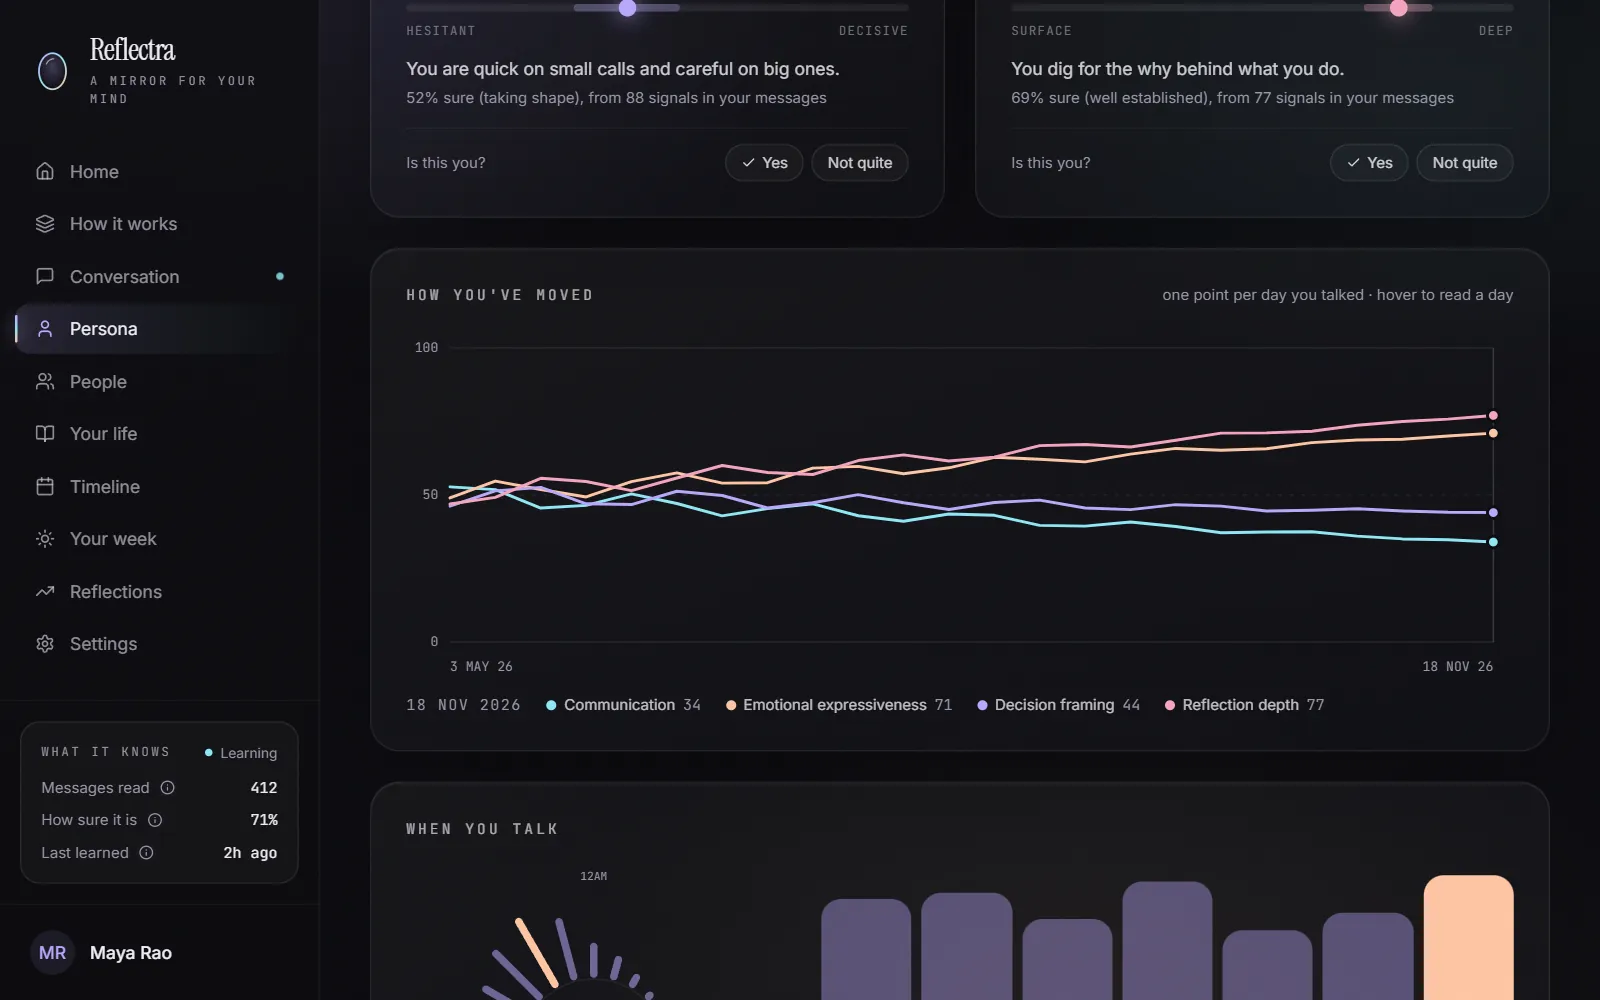 Reflectra
A MIRROR FOR YOUR
MIND
Home
How it works
Conversation
Persona
People
Your life
Timeline
Your week
Reflections
Settings
WHAT IT KNOWS
Learning
Messages read 412
How sure it is 71%
Last learned 2h ago
MR Maya Rao
HESITANT DECISIVE
You are quick on small calls and careful on big ones.
52% sure (taking shape), from 88 signals in your messages
Is this you? Yes Not quite
SURFACE DEEP
You dig for the why behind what you do.
69% sure (well established), from 77 signals in your messages
Is this you? Yes Not quite
HOW YOU'VE MOVED
one point per day you talked · hover to read a day
100
50
0
3 MAY 26 18 NOV 26
18 NOV 2026 Communication 34 Emotional expressiveness 71 Decision framing 44 Reflection depth 77
WHEN YOU TALK
12AM